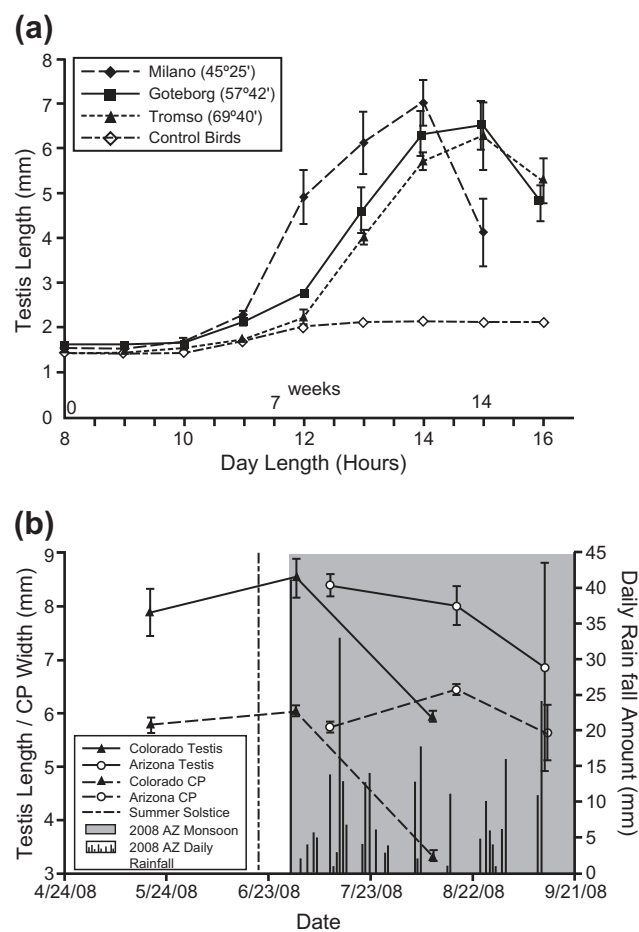 (a)
8
7
6
5
4
3
2
1
0
Testis Length (mm)
Milano (45º25')
Goteborg (57º42')
Tromso (69º40')
Control Birds
weeks
0
7
14
8
10
12
14
16
Day Length (Hours)
(b)
9
8
7
6
5
4
3
Testis Length / CP Width (mm)
45
40
35
30
25
20
15
10
5
0
Daily Rain fall Amount (mm)
Colorado Testis
Arizona Testis
Colorado CP
Arizona CP
Summer Solstice
2008 AZ Monsoon
2008 AZ Daily
Rainfall
4/24/08
5/24/08
6/23/08
7/23/08
8/22/08
9/21/08
Date